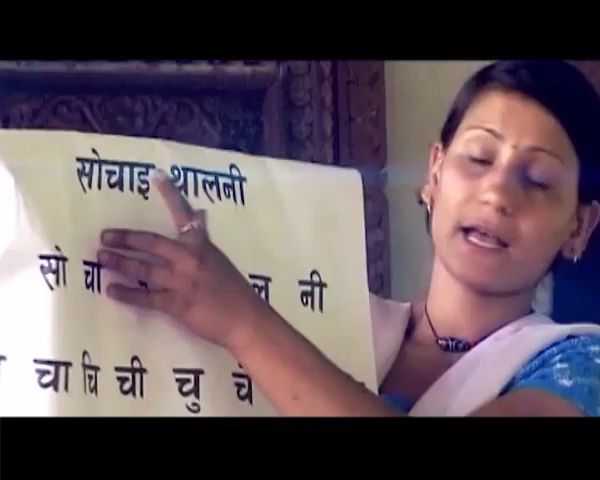 सोचाइ थालनी
सो चा ल नी
चा चि ची चु चे